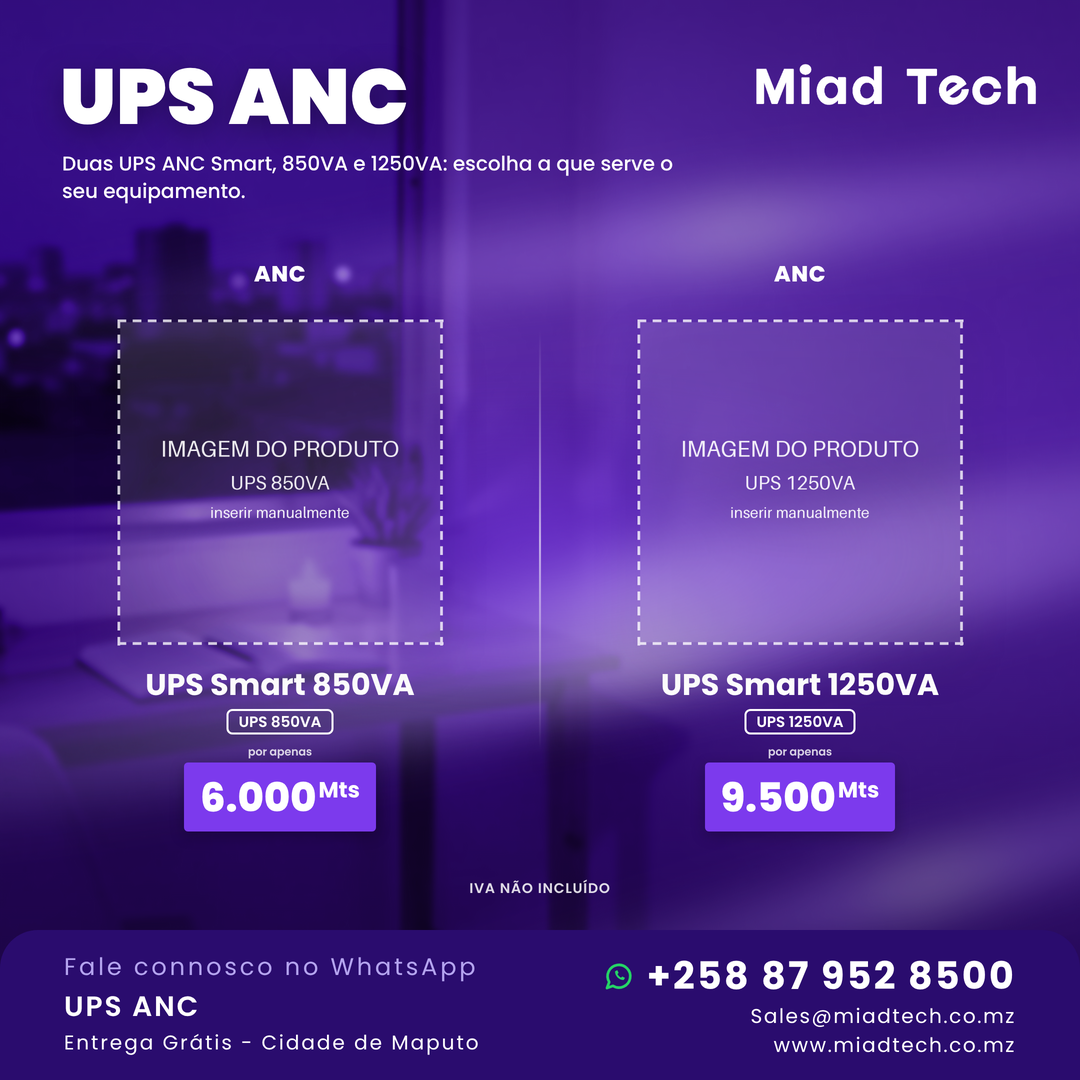 UPS ANC
Miad Tech
Duas UPS ANC Smart, 850VA e 1250VA: escolha a que serve o
seu equipamento.
ANC
IMAGEM DO PRODUTO
UPS 850VA
inserir manualmente
UPS Smart 850VA
UPS 850VA
por apenas
6.000Mts
ANC
IMAGEM DO PRODUTO
UPS 1250VA
inserir manualmente
UPS Smart 1250VA
UPS 1250VA
por apenas
9.500Mts
IVA NÃO INCLUÍDO
Fale connosco no WhatsApp
UPS ANC
Entrega Grátis - Cidade de Maputo
+258 87 952 8500
Sales@miadtech.co.mz
www.miadtech.co.mz